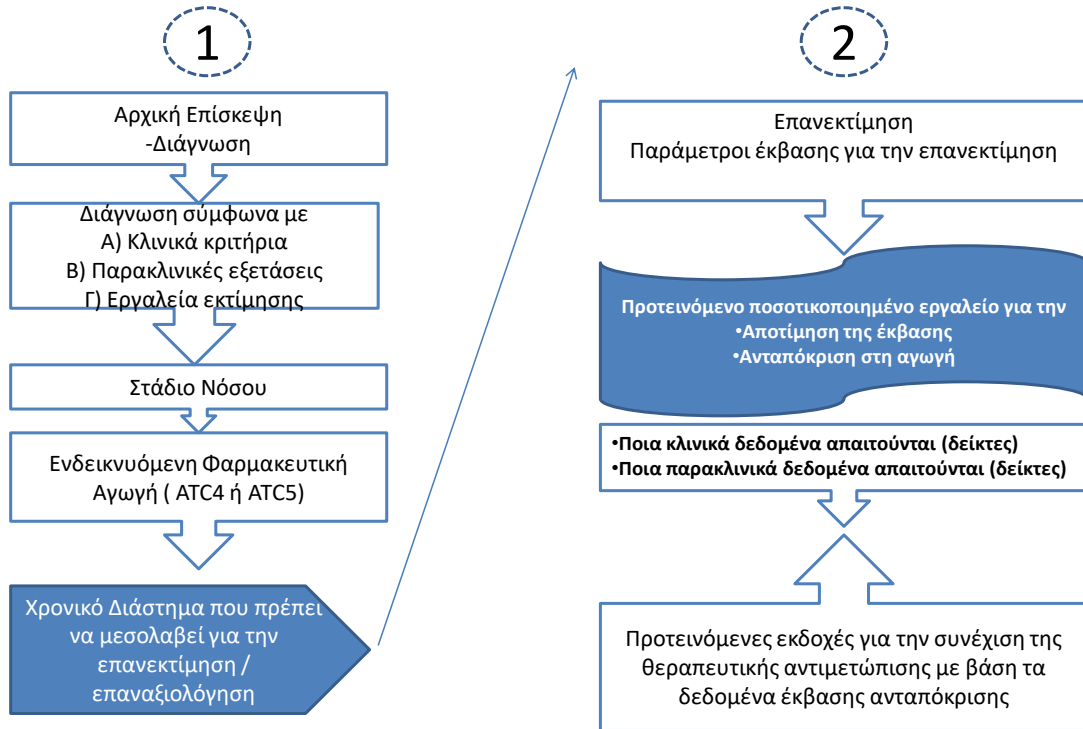 1
Αρχική Επίσκεψη
-Διάγνωση
Διάγνωση σύμφωνα με
Α) Κλινικά κριτήρια
Β) Παρακλινικές εξετάσεις
Γ) Εργαλεία εκτίμησης
Στάδιο Νόσου
Ενδεικνυόμενη Φαρμακευτική
Αγωγή ( ATC4 ή ATC5)
Χρονικό Διάστημα που πρέπει
να μεσολαβεί για την
επανεκτίμηση /
επαναξιολόγηση
2
Επανεκτίμηση
Παράμετροι έκβασης για την επανεκτίμηση
Προτεινόμενο ποσοτικοποιημένο εργαλείο για την
•Αποτίμηση της έκβασης
•Ανταπόκριση στη αγωγή
•Ποια κλινικά δεδομένα απαιτούνται (δείκτες)
•Ποια παρακλινικά δεδομένα απαιτούνται (δείκτες)
Προτεινόμενες εκδοχές για την συνέχιση της
θεραπευτικής αντιμετώπισης με βάση τα
δεδομένα έκβασης ανταπόκρισης